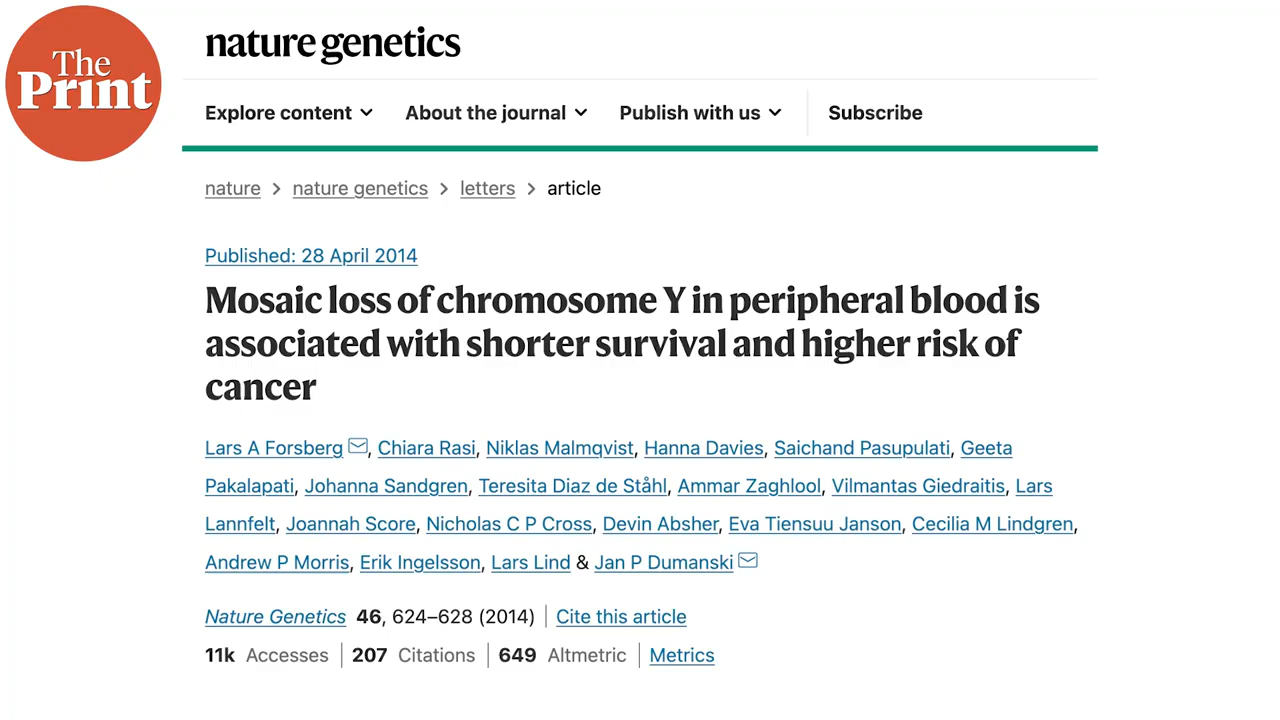 The
Print
nature genetics
Explore content About the journal Publish with us Subscribe
nature > nature genetics > letters > article
Published: 28 April 2014
Mosaic loss of chromosome Y in peripheral blood is
associated with shorter survival and higher risk of
cancer
Lars A Forsberg, Chiara Rasi, Niklas Malmqvist, Hanna Davies, Saichand Pasupulati, Geeta
Pakalapati, Johanna Sandgren, Teresita Diaz de Ståhl, Ammar Zaghlool, Vilmantas Giedraitis, Lars
Lannfelt, Joannah Score, Nicholas C P Cross, Devin Absher, Eva Tiensuu Janson, Cecilia M Lindgren,
Andrew P Morris, Erik Ingelsson, Lars Lind & Jan P Dumanski
Nature Genetics 46, 624–628 (2014) | Cite this article
11k Accesses | 207 Citations | 649 Altmetric | Metrics